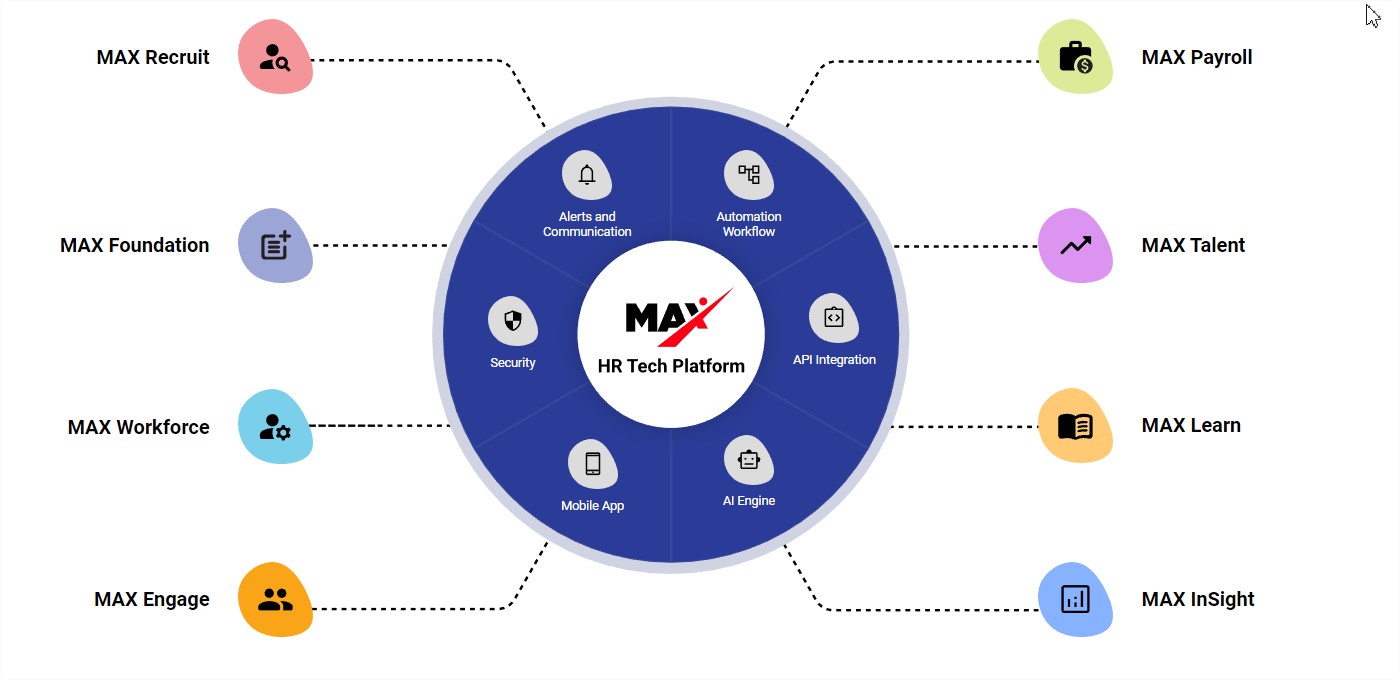 MAX Recruit
MAX Payroll
Alerts and
Communication
Automation
Workflow
MAX Foundation
MAX Talent
MAX
HR Tech Platform
Security
API Integration
MAX Workforce
MAX Learn
Mobile App
AI Engine
MAX Engage
MAX InSight